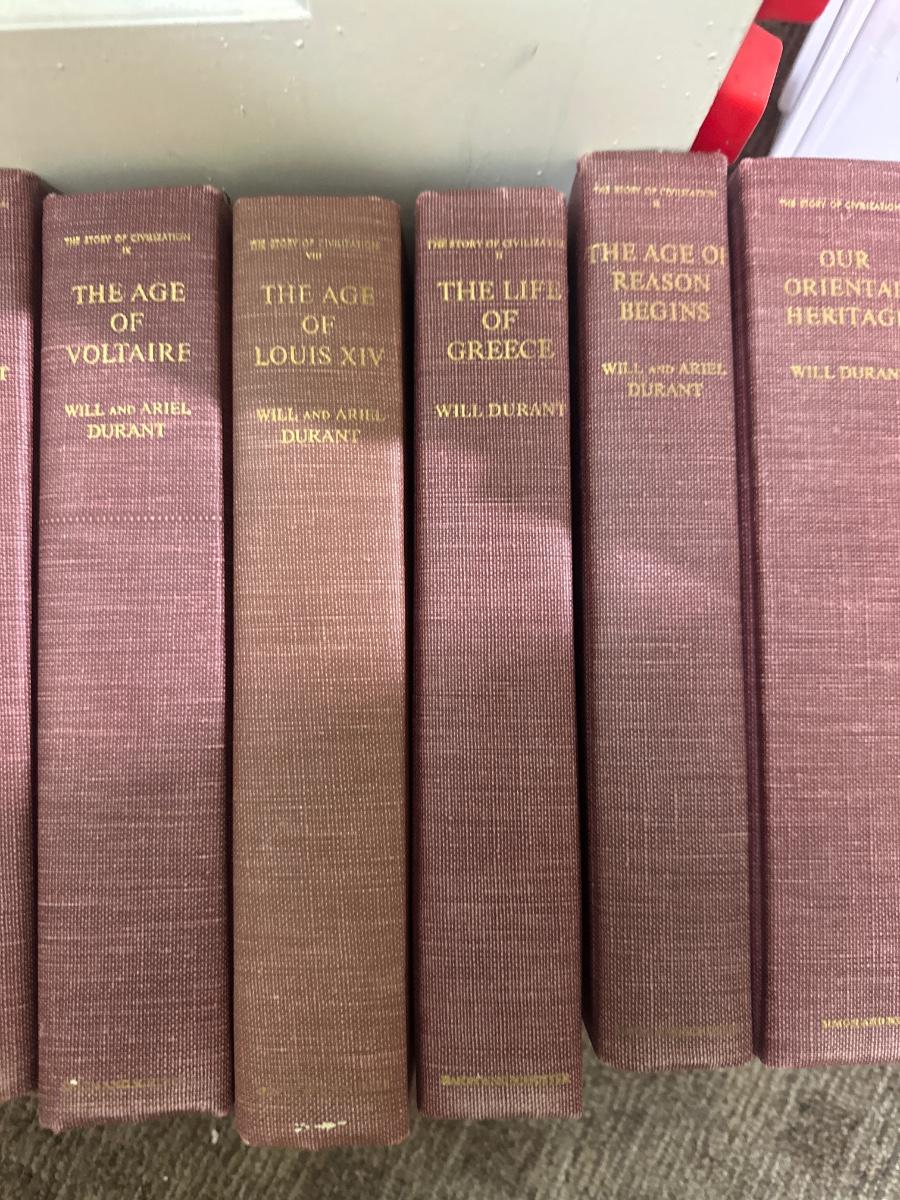 T
THE STORY OF CIVILIZATION
IX
THE AGE
OF
VOLTAIRE
WILL AND ARIEL
DURANT
THE STORY OF CIVILIZATION
VIII
THE AGE
OF
LOUIS XIV
WILL AND ARIEL
DURANT
THE STORY OF CIVILIZATI
II
THE LIFE
OF
GREECE
WILL DURANT
SIMON AND SCHUSTER
THE STORY OF CIVILIZATION
THE AGE OF
REASON
BEGINS
WILL AND ARIEL
DURANT
THE STORY OF CIVILIZATION
OUR
ORIENTAL
HERITAGE
WILL DURANT
SIMON AND